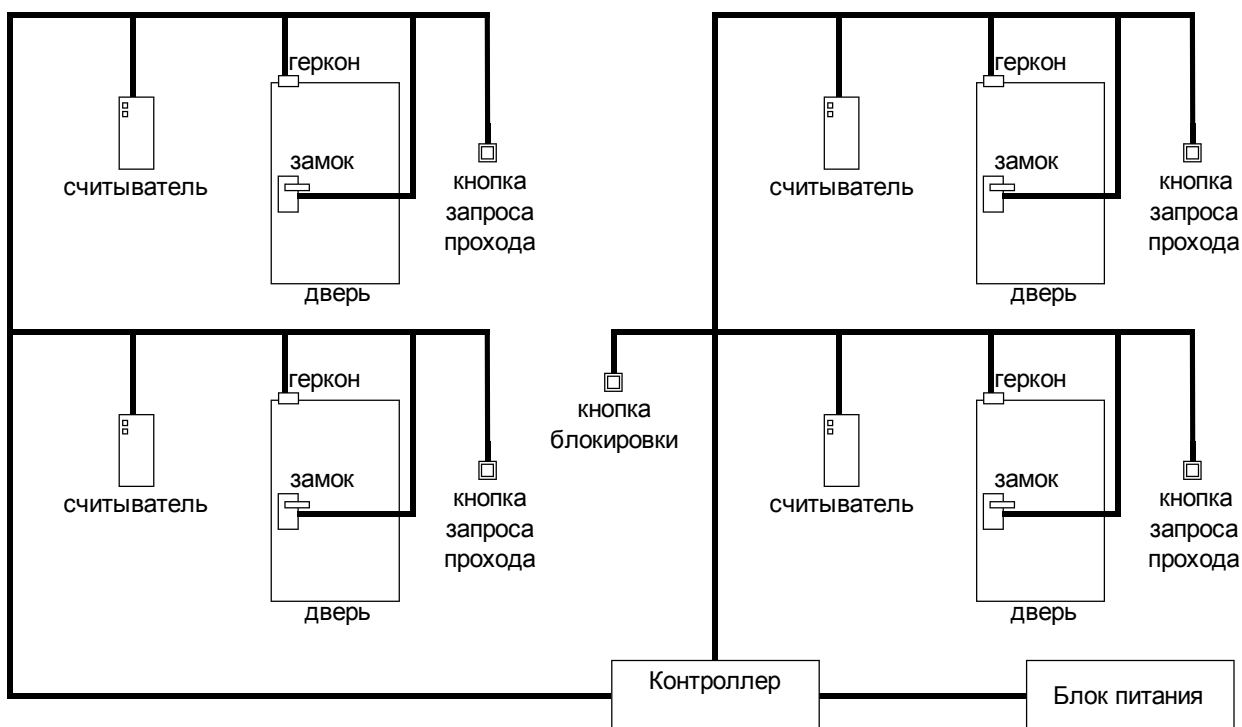 геркон
геркон
замок
замок
считыватель
кнопка
запроса
прохода
считыватель
кнопка
запроса
прохода
дверь
дверь
геркон
геркон
кнопка
блокировки
замок
замок
считыватель
кнопка
запроса
прохода
считыватель
кнопка
запроса
прохода
дверь
дверь
Контроллер
Блок питания